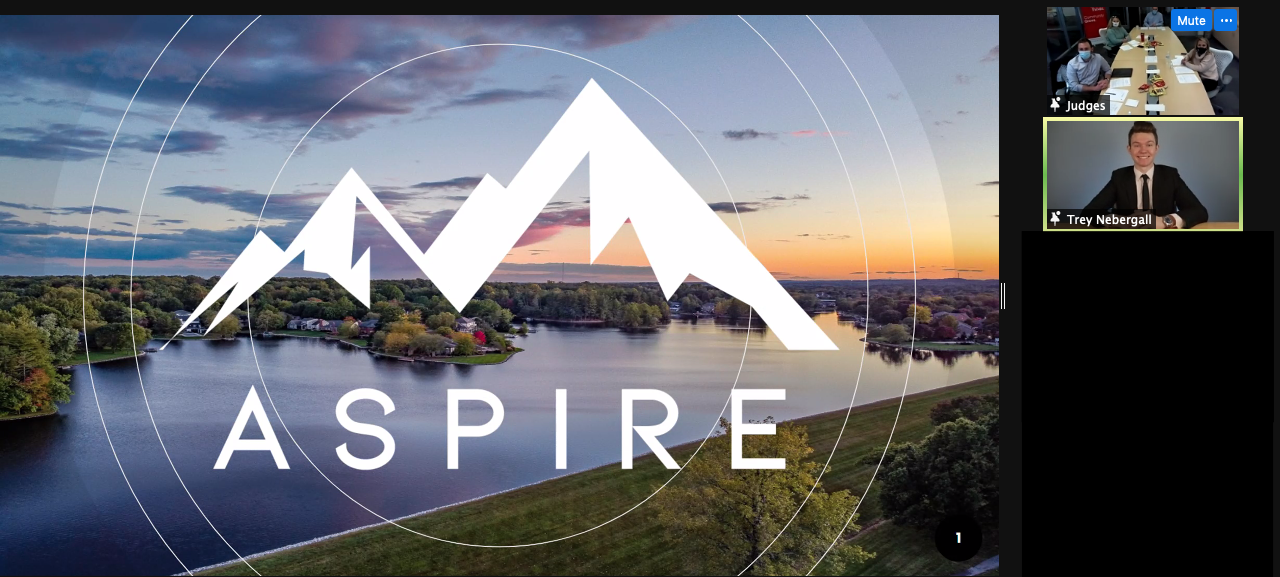 ASPIRE
1
Mute
Judges
Trey Nebergall